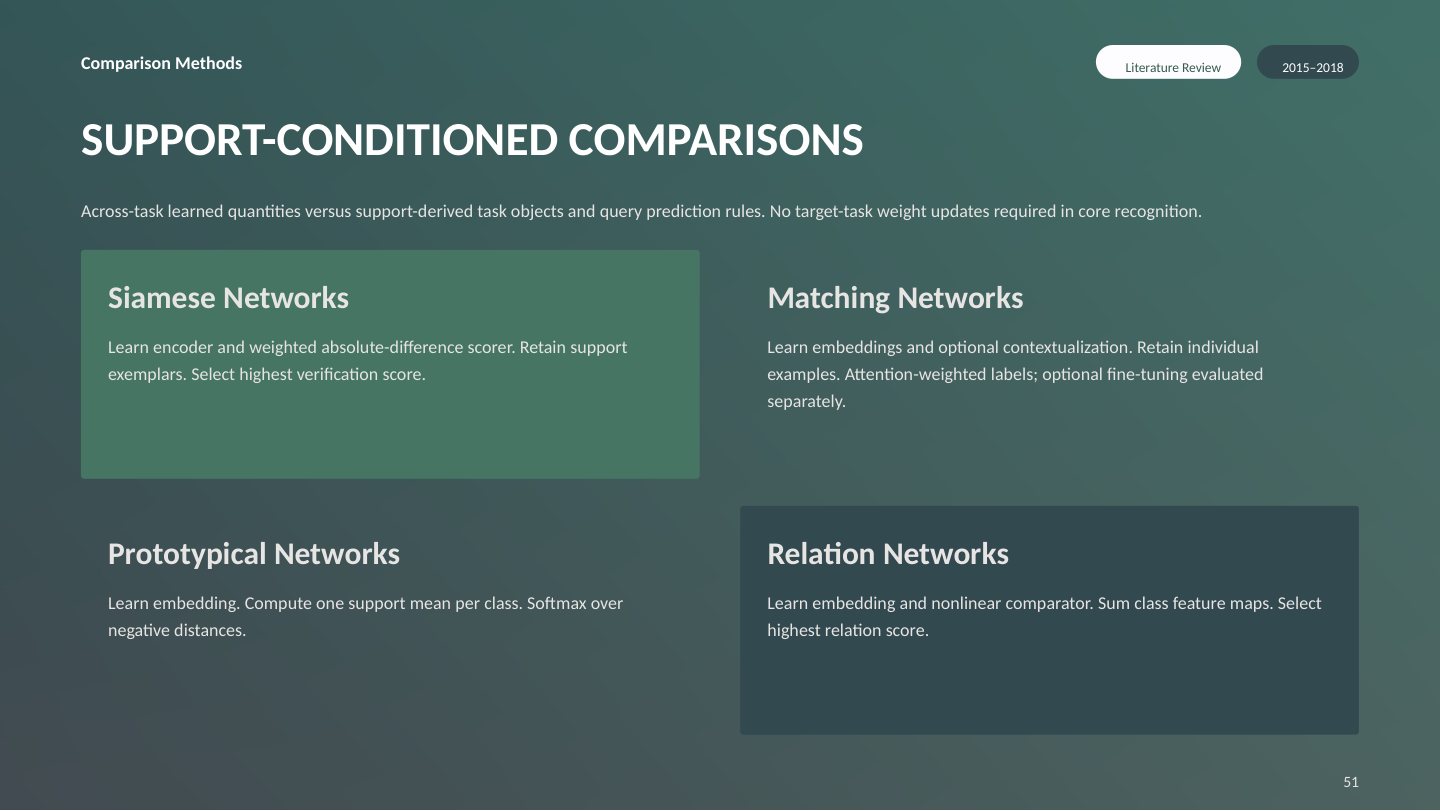 Comparison Methods
Literature Review
2015–2018
SUPPORT-CONDITIONED COMPARISONS
Across-task learned quantities versus support-derived task objects and query prediction rules. No target-task weight updates required in core recognition.
Siamese Networks
Learn encoder and weighted absolute-difference scorer. Retain support
exemplars. Select highest verification score.
Matching Networks
Learn embeddings and optional contextualization. Retain individual
examples. Attention-weighted labels; optional fine-tuning evaluated
separately.
Prototypical Networks
Learn embedding. Compute one support mean per class. Softmax over
negative distances.
Relation Networks
Learn embedding and nonlinear comparator. Sum class feature maps. Select
highest relation score.
51